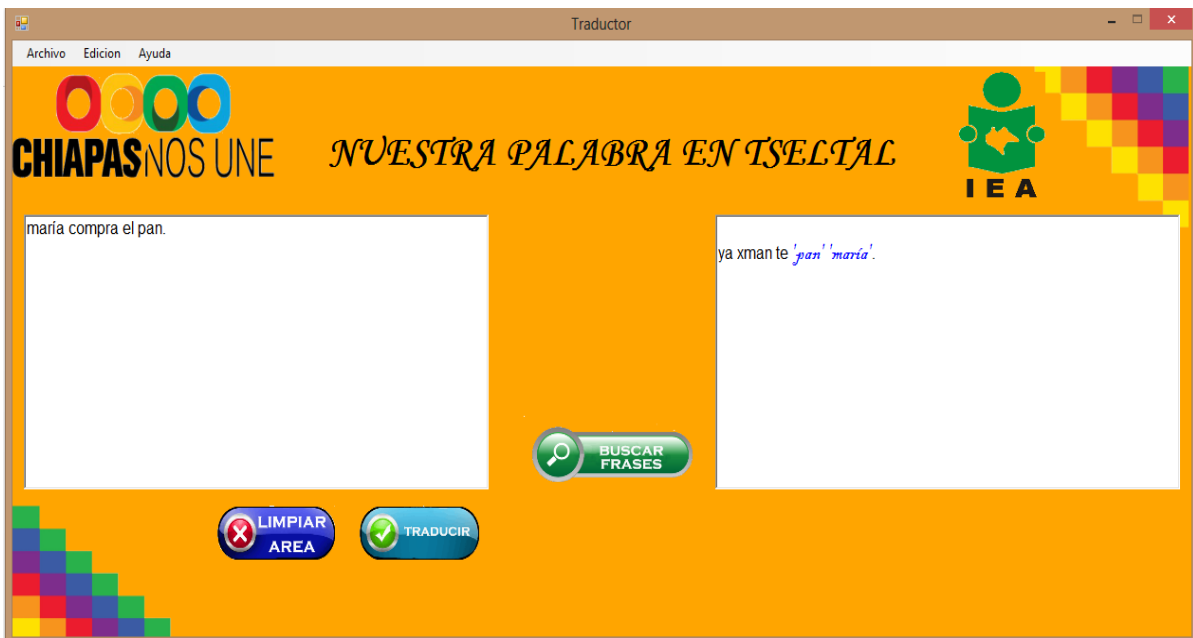 Traductor
Archivo Edicion Ayuda
CHIAPAS NOS UNE
NUESTRA PALABRA EN TSELTAL
IEA
maría compra el pan.
ya xman te 'pan' 'maría'.
BUSCAR
FRASES
LIMPIAR
AREA
TRADUCIR